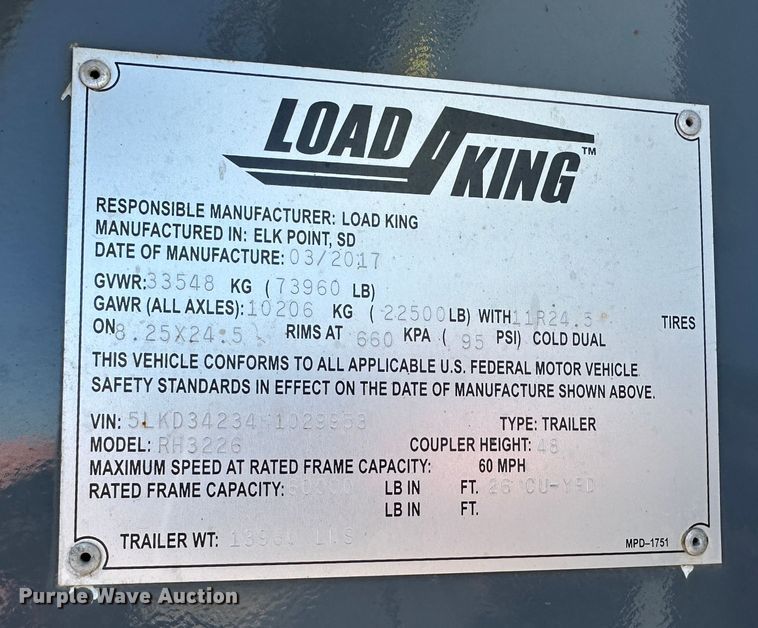 LOAD KING™
RESPONSIBLE MANUFACTURER: LOAD KING
MANUFACTURED IN: ELK POINT, SD
DATE OF MANUFACTURE: 03/2017
GVWR: 33548 KG ( 73960 LB)
GAWR (ALL AXLES): 10206 KG ( 22500 LB) WITH 11R24.5 TIRES
ON 8.25X24.5 RIMS AT 660 KPA ( 95 PSI) COLD DUAL
THIS VEHICLE CONFORMS TO ALL APPLICABLE U.S. FEDERAL MOTOR VEHICLE
SAFETY STANDARDS IN EFFECT ON THE DATE OF MANUFACTURE SHOWN ABOVE.
VIN: TYPE: TRAILER
MODEL: RH3226 COUPLER HEIGHT: 48
MAXIMUM SPEED AT RATED FRAME CAPACITY: 60 MPH
RATED FRAME CAPACITY: LB IN FT. 26
LB IN FT.
TRAILER WT:
MPD-1751
Purple Wave Auction